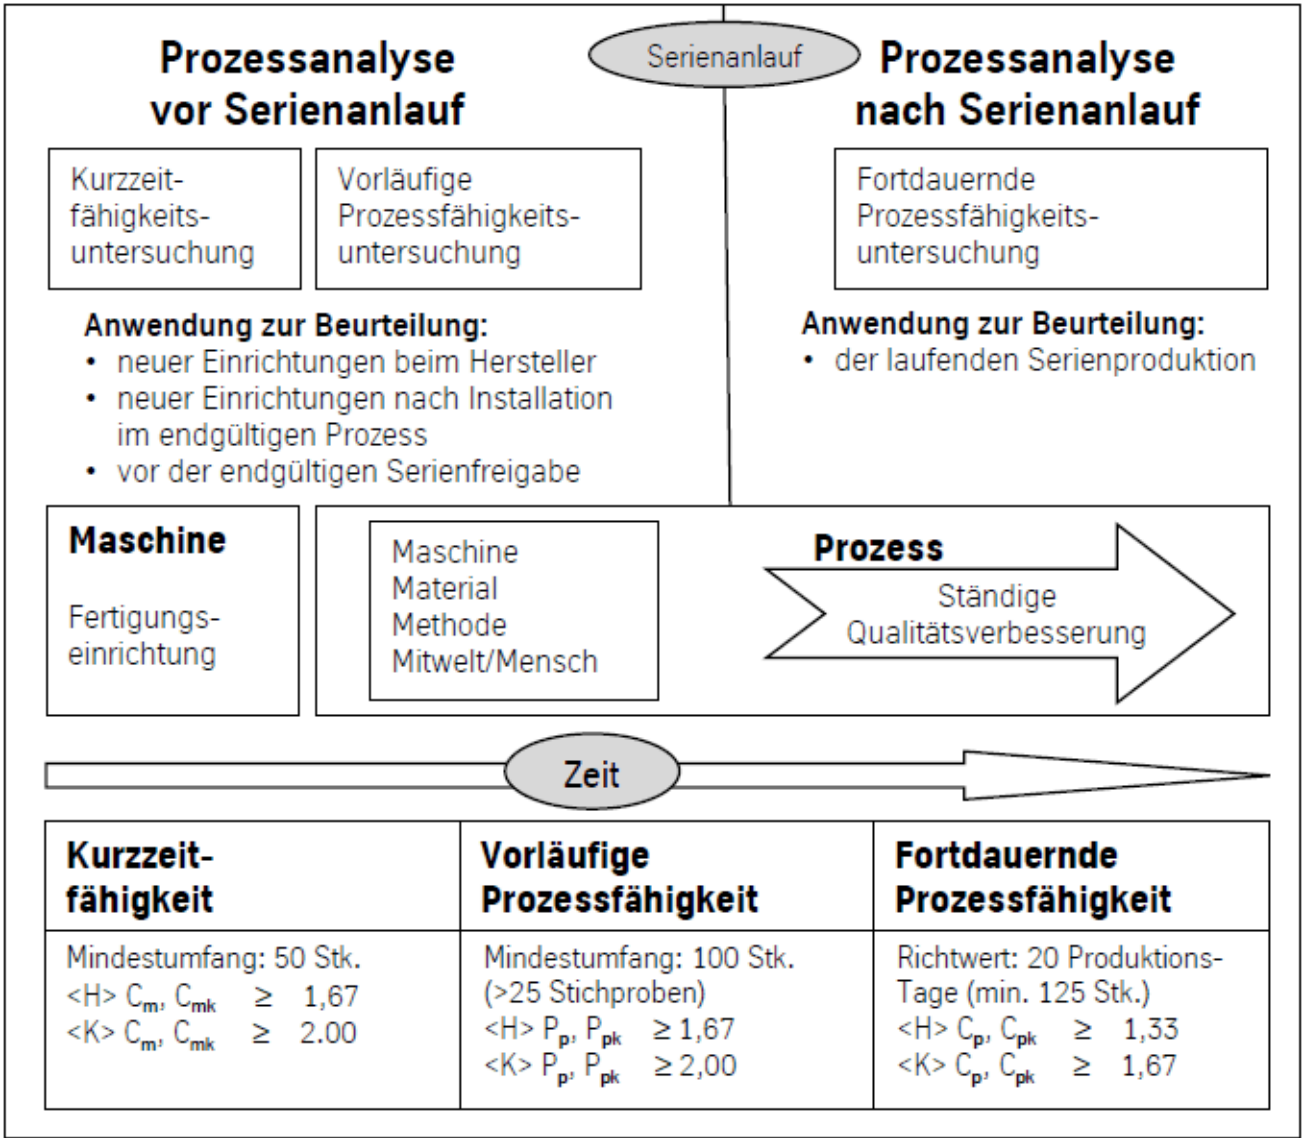 Serienanlauf
Prozessanalyse
vor Serienanlauf
Prozessanalyse
nach Serienanlauf
Kurzzeit-
fähigkeits-
untersuchung
Vorläufige
Prozessfähigkeits-
untersuchung
Fortdauernde
Prozessfähigkeits-
untersuchung
Anwendung zur Beurteilung:
• neuer Einrichtungen beim Hersteller
• neuer Einrichtungen nach Installation
im endgültigen Prozess
• vor der endgültigen Serienfreigabe
Anwendung zur Beurteilung:
• der laufenden Serienproduktion
Maschine
Fertigungs-
einrichtung
Maschine
Material
Methode
Mitwelt/Mensch
Prozess
Ständige
Qualitätsverbesserung
Zeit
Kurzzeit-
fähigkeit
Mindestumfang: 50 Stk.
<H> Cm, Cmk ≥ 1,67
<K> Cm, Cmk ≥ 2.00
Vorläufige
Prozessfähigkeit
Mindestumfang: 100 Stk.
(>25 Stichproben)
<H> Pp, Ppk ≥ 1,67
<K> Pp, Ppk ≥ 2,00
Fortdauernde
Prozessfähigkeit
Richtwert: 20 Produktions-
Tage (min. 125 Stk.)
<H> Cp, Cpk ≥ 1,33
<K> Cp, Cpk ≥ 1,67